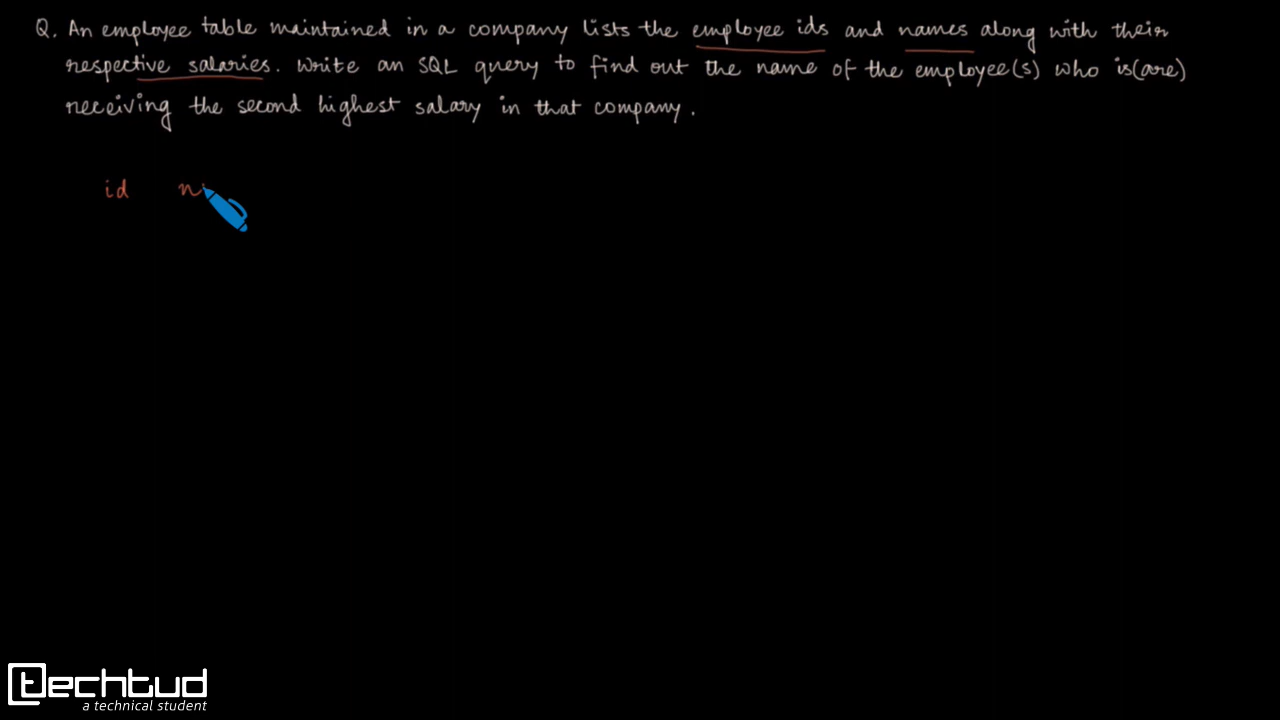 Q. An employee table maintained in a company lists the employee ids and names along with their
respective salaries. Write an SQL query to find out the name of the employee(s) who is(are)
receiving the second highest salary in that company.
id n
techtud
a technical student